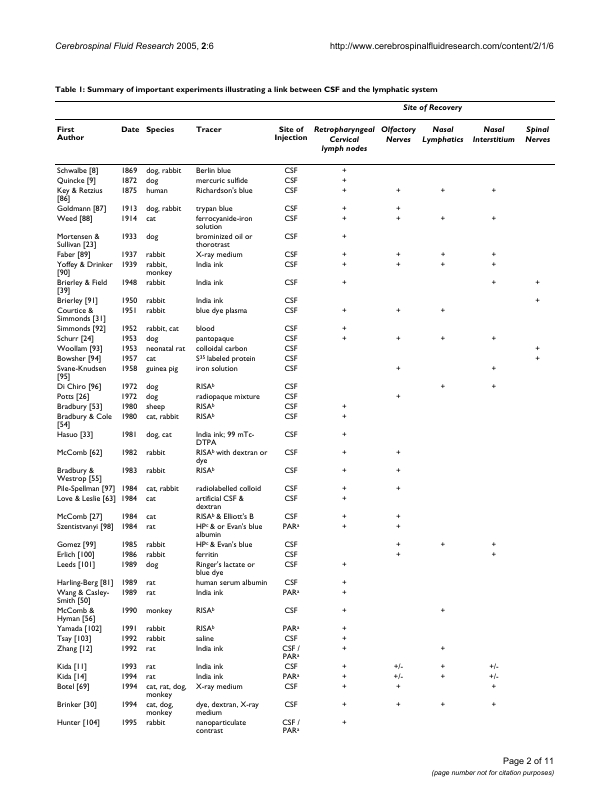 Cerebrospinal Fluid Research 2005, 2:6 http://www.cerebrospinalfluidresearch.com/content/2/1/6
Table 1: Summary of important experiments illustrating a link between CSF and the lymphatic system
Site of Recovery
First Author Date Species Tracer Site of Injection Retropharyngeal Cervical lymph nodes Olfactory Nerves Nasal Lymphatics Nasal Interstitium Spinal Nerves
Schwalbe [8] 1869 dog, rabbit Berlin blue CSF +
Quincke [9] 1872 dog mercuric sulfide CSF +
Key & Retzius [86] 1875 human Richardson's blue CSF + + + +
Goldmann [87] 1913 dog, rabbit trypan blue CSF + +
Weed [88] 1914 cat ferrocyanide-iron solution CSF + + + +
Mortensen & Sullivan [23] 1933 dog brominized oil or thorotrast CSF +
Faber [89] 1937 rabbit X-ray medium CSF + + + +
Yoffey & Drinker [90] 1939 rabbit, monkey India ink CSF + + + +
Brierley & Field [39] 1948 rabbit India ink CSF + + +
Brierley [91] 1950 rabbit India ink CSF +
Courtice & Simmonds [31] 1951 rabbit blue dye plasma CSF + + +
Simmonds [92] 1952 rabbit, cat blood CSF +
Schurr [24] 1953 dog pantopaque CSF + + + +
Woollam [93] 1953 neonatal rat colloidal carbon CSF +
Bowsher [94] 1957 cat S35 labeled protein CSF +
Svane-Knudsen [95] 1958 guinea pig iron solution CSF + +
Di Chiro [96] 1972 dog RISAb CSF + +
Potts [26] 1972 dog radiopaque mixture CSF +
Bradbury [53] 1980 sheep RISAb CSF +
Bradbury & Cole [54] 1980 cat, rabbit RISAb CSF +
Hasuo [33] 1981 dog, cat India ink; 99 mTc-DTPA CSF +
McComb [62] 1982 rabbit RISAb with dextran or dye CSF + +
Bradbury & Westrop [55] 1983 rabbit RISAb CSF + +
Pile-Spellman [97] 1984 cat, rabbit radiolabelled colloid CSF + +
Love & Leslie [63] 1984 cat artificial CSF & dextran CSF +
McComb [27] 1984 cat RISAb & Elliott's B CSF + +
Szentistvanyi [98] 1984 rat HPc & or Evan's blue albumin PARa + +
Gomez [99] 1985 rabbit HPc & Evan's blue CSF + + +
Erlich [100] 1986 rabbit ferritin CSF + +
Leeds [101] 1989 dog Ringer's lactate or blue dye CSF +
Harling-Berg [81] 1989 rat human serum albumin CSF +
Wang & Casley-Smith [50] 1989 rat India ink PARa +
McComb & Hyman [56] 1990 monkey RISAb CSF + +
Yamada [102] 1991 rabbit RISAb PARa +
Tsay [103] 1992 rabbit saline CSF +
Zhang [12] 1992 rat India ink CSF / PARa + +
Kida [11] 1993 rat India ink CSF + +/- + +/-
Kida [14] 1994 rat India ink PARa + +/- + +/-
Botel [69] 1994 cat, rat, dog, monkey X-ray medium CSF + + +
Brinker [30] 1994 cat, dog, monkey dye, dextran, X-ray medium CSF + + + +
Hunter [104] 1995 rabbit nanoparticulate contrast CSF / PARa +
Page 2 of 11
(page number not for citation purposes)